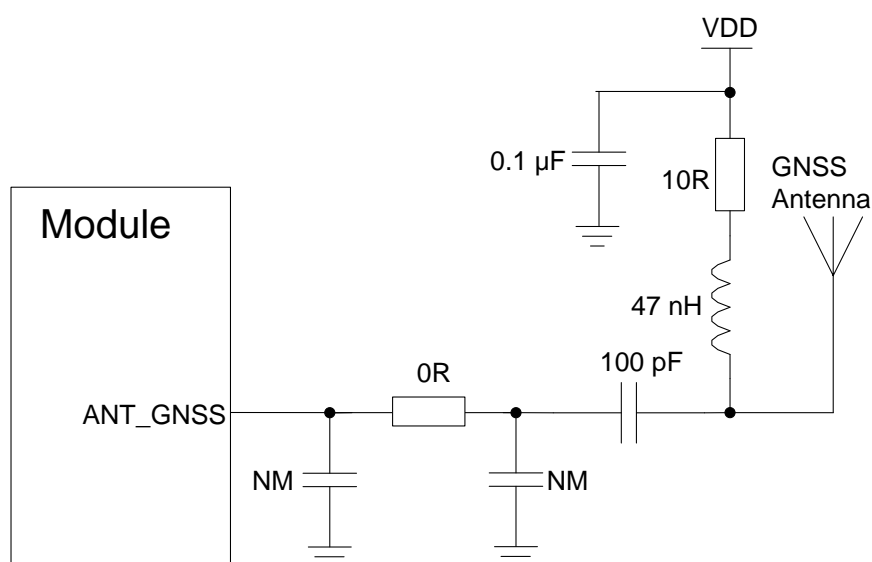 VDD
0.1 µF
10R
GNSS
Antenna
Module
47 nH
100 pF
0R
ANT_GNSS
NM
NM